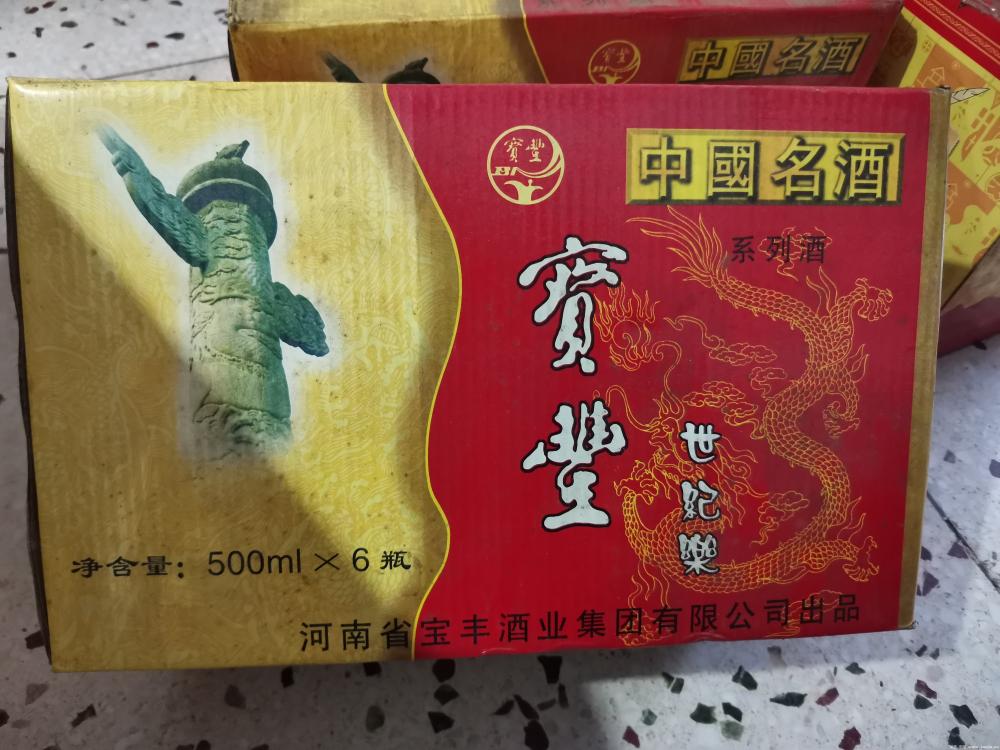 中國名酒
寶豐
BF
中國名酒
系列酒
寶豐
世紀樂
净含量：500ml×6瓶
河南省宝丰酒业集团有限公司出品